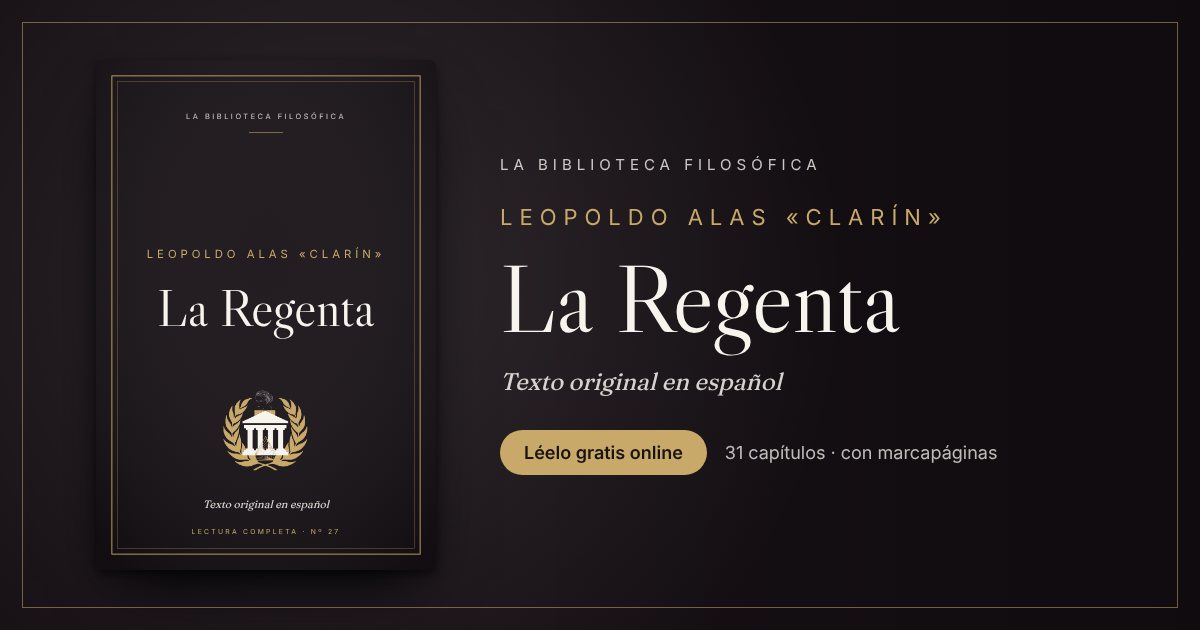 LA BIBLIOTECA FILOSÓFICA
LEOPOLDO ALAS «CLARÍN»
La Regenta
Texto original en español
LECTURA COMPLETA · Nº 27
LA BIBLIOTECA FILOSÓFICA
LEOPOLDO ALAS «CLARÍN»
La Regenta
Texto original en español
Léelo gratis online
31 capítulos · con marcapáginas